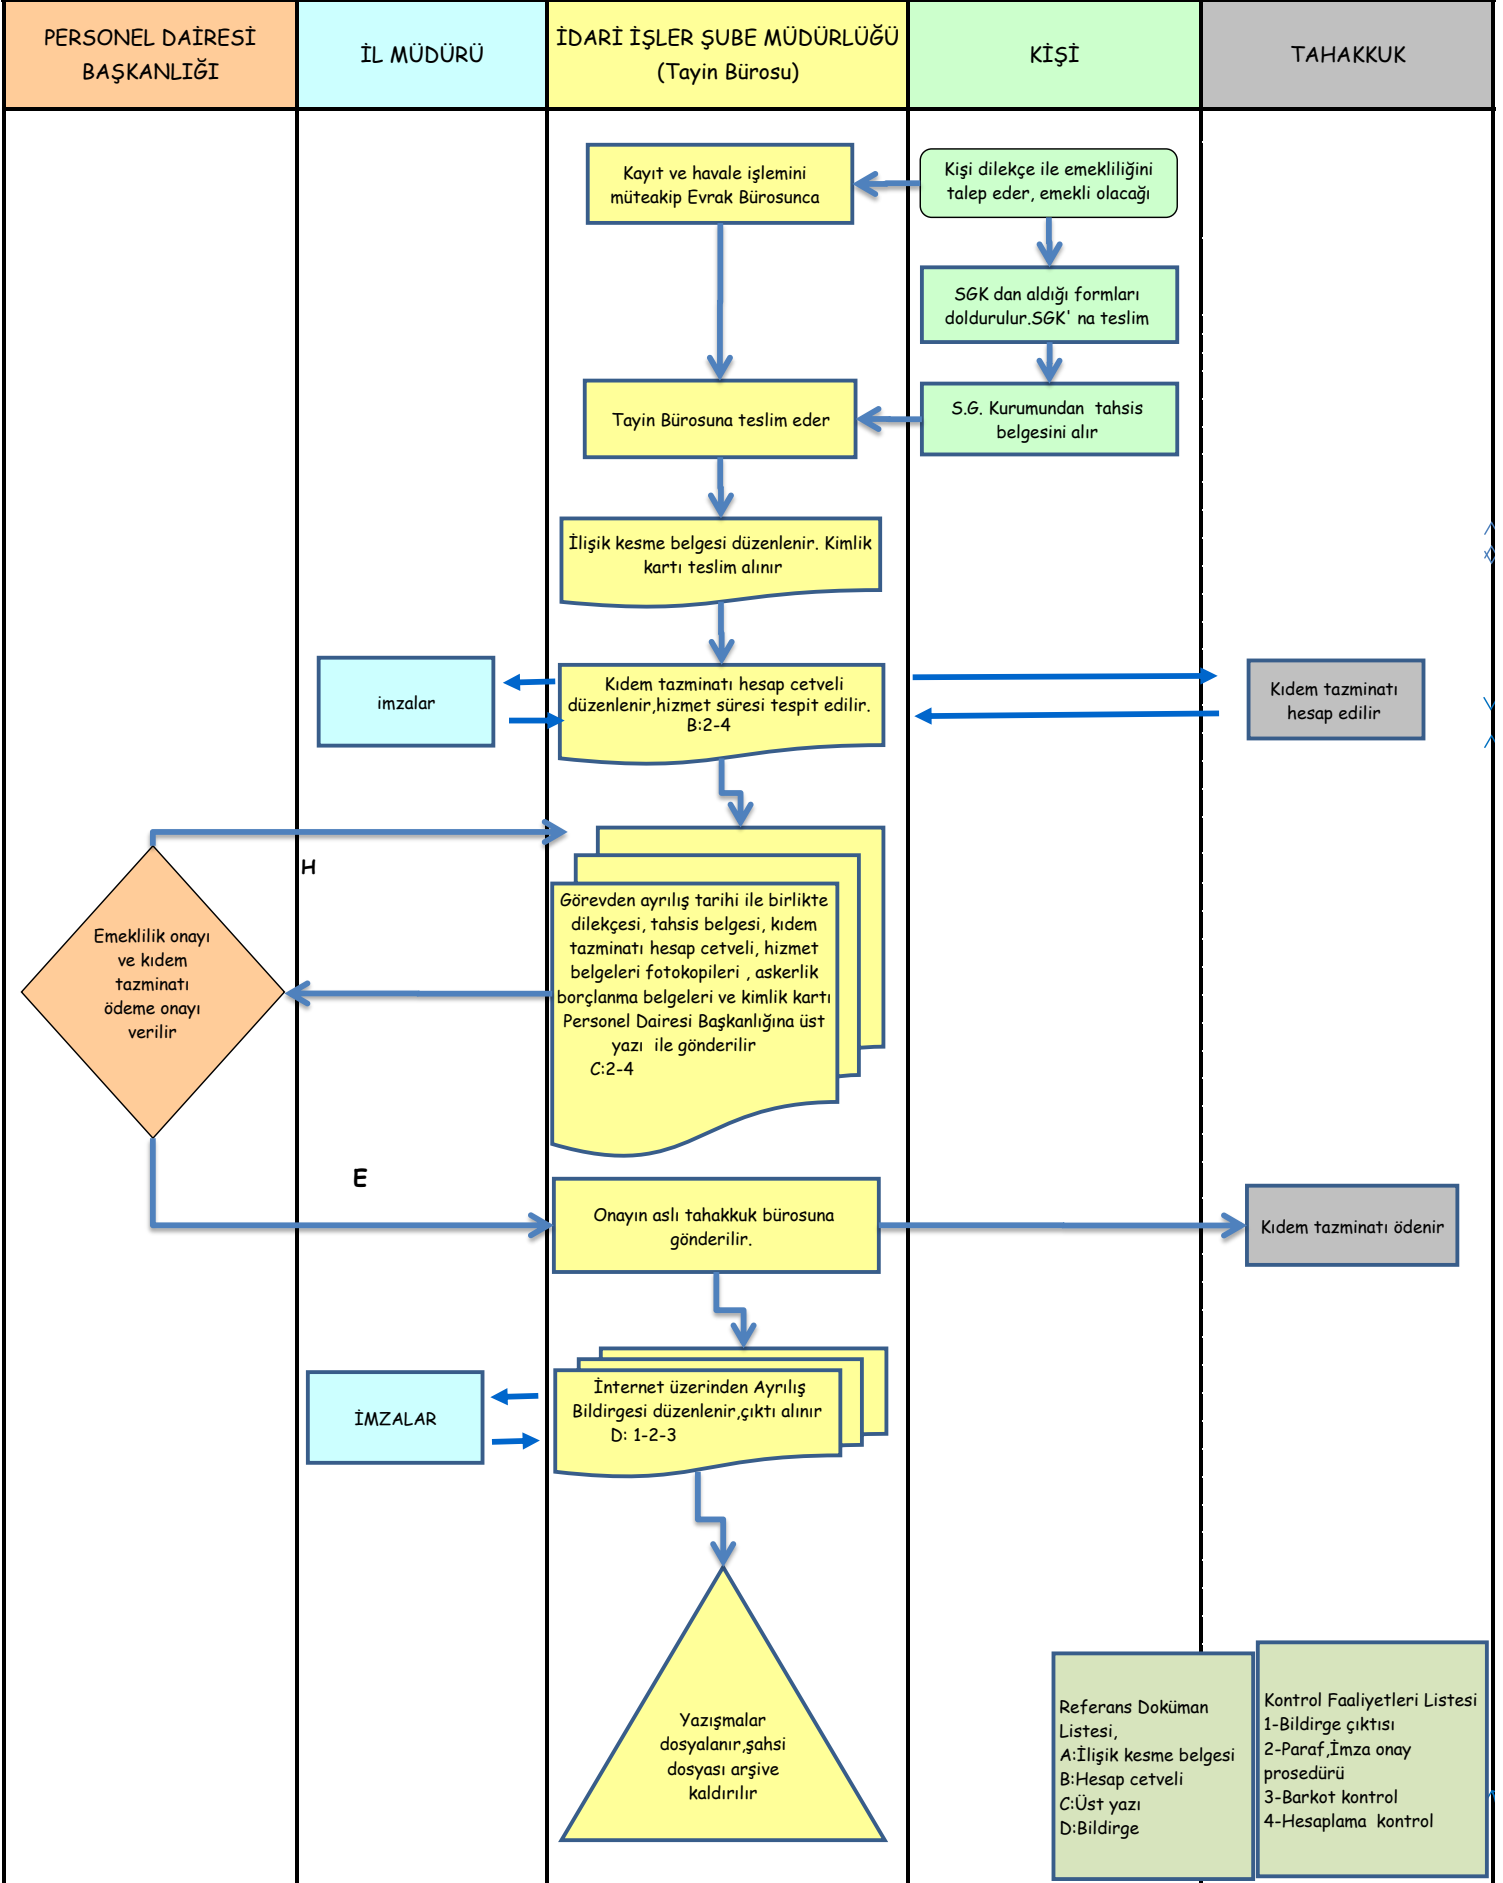 PERSONEL DAİRESİ
BAŞKANLIĞI
İL MÜDÜRÜ
İDARİ İŞLER ŞUBE MÜDÜRLÜĞÜ
(Tayin Bürosu)
KİŞİ
TAHAKKUK
Kayıt ve havale işlemini
müteakip Evrak Bürosunca
Kişi dilekçe ile emekliliğini
talep eder, emekli olacağı
SGK dan aldığı formları
doldurulur.SGK' na teslim
Tayin Bürosuna teslim eder
S.G. Kurumundan  tahsis
belgesini alır
İlişik kesme belgesi düzenlenir. Kimlik
kartı teslim alınır
imzalar
Kıdem tazminatı hesap cetveli
düzenlenir,hizmet süresi tespit edilir.
B:2-4
Kıdem tazminatı
hesap edilir
H
Emeklilik onayı
ve kıdem
tazminatı
ödeme onayı
verilir
Görevden ayrılış tarihi ile birlikte
dilekçesi, tahsis belgesi, kıdem
tazminatı hesap cetveli, hizmet
belgeleri fotokopileri , askerlik
borçlanma belgeleri ve kimlik kartı
Personel Dairesi Başkanlığına üst
yazı  ile gönderilir
C:2-4
E
Onayın aslı tahakkuk bürosuna
gönderilir.
Kıdem tazminatı ödenir
İMZALAR
İnternet üzerinden Ayrılış
Bildirgesi düzenlenir,çıktı alınır
D: 1-2-3
Yazışmalar
dosyalanır,şahsi
dosyası arşive
kaldırılır
Referans Doküman
Listesi,
A:İlişik kesme belgesi
B:Hesap cetveli
C:Üst yazı
D:Bildirge
Kontrol Faaliyetleri Listesi
1-Bildirge çıktısı
2-Paraf,İmza onay
prosedürü
3-Barkot kontrol
4-Hesaplama  kontrol